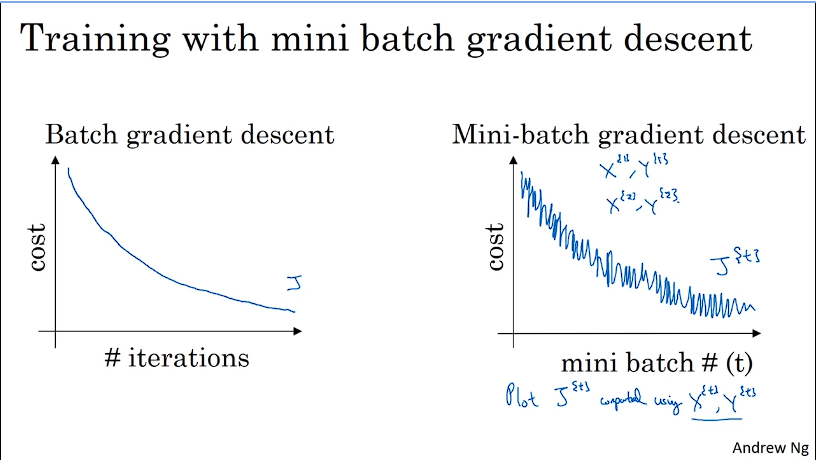 Training with mini batch gradient descent
Batch gradient descent
cost
J
# iterations
Mini-batch gradient descent
X^{1}, Y^{1}
X^{2}, Y^{2}.
cost
J^{t}
mini batch # (t)
Plot J^{t} computed using X^{t}, Y^{t}
Andrew Ng